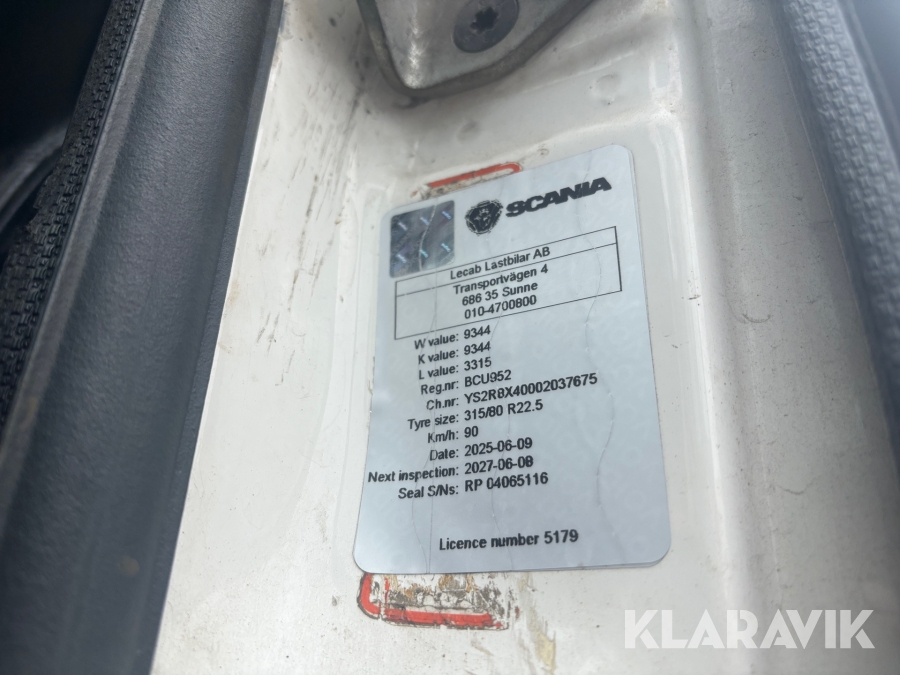 SCANIA
Lecab Lastbilar AB
Transportvägen 4
686 35 Sunne
010-4700800
W value: 9344
K value: 9344
L value: 3315
Reg.nr: BCU952
Ch.nr: YS2R8X40002037675
Tyre size: 315/80 R22.5
Km/h: 90
Date: 2025-06-09
Next inspection: 2027-06-08
Seal S/Ns: RP 04065116
Licence number 5179
KLARAVIK